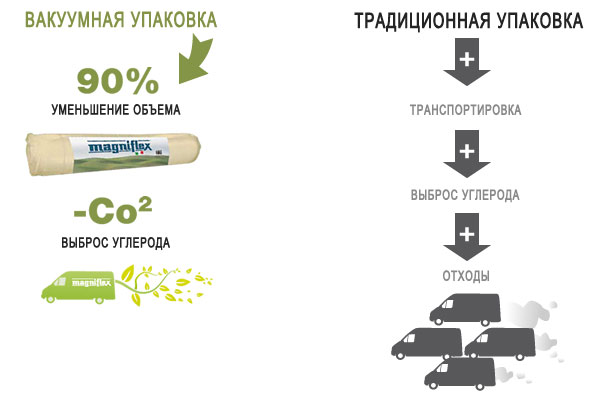 ВАКУУМНАЯ УПАКОВКА
90%
УМЕНЬШЕНИЕ ОБЪЕМА
magniflex
-Co²
ВЫБРОС УГЛЕРОДА
magniflex
ТРАДИЦИОННАЯ УПАКОВКА
+
ТРАНСПОРТИРОВКА
+
ВЫБРОС УГЛЕРОДА
+
ОТХОДЫ